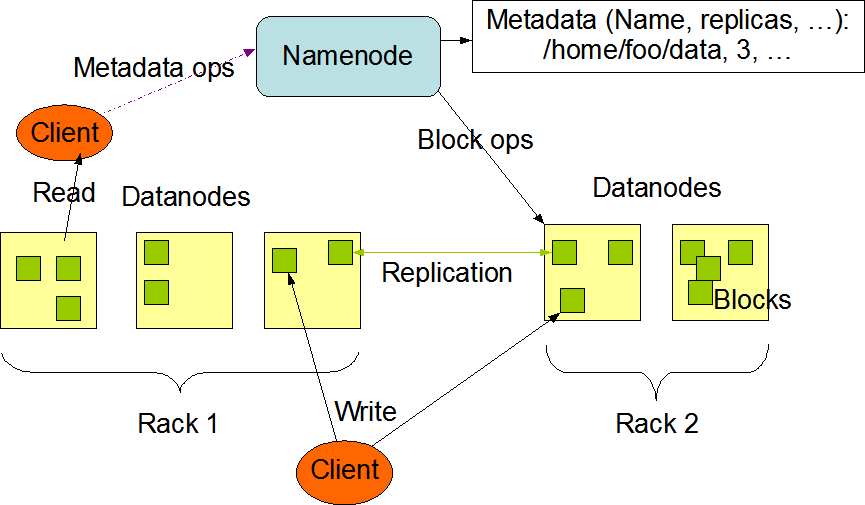 Metadata (Name, replicas, …):
/home/foo/data, 3, …
Namenode
Metadata ops
Client
Block ops
Read
Datanodes
Datanodes
Replication
Blocks
Rack 1
Write
Rack 2
Client